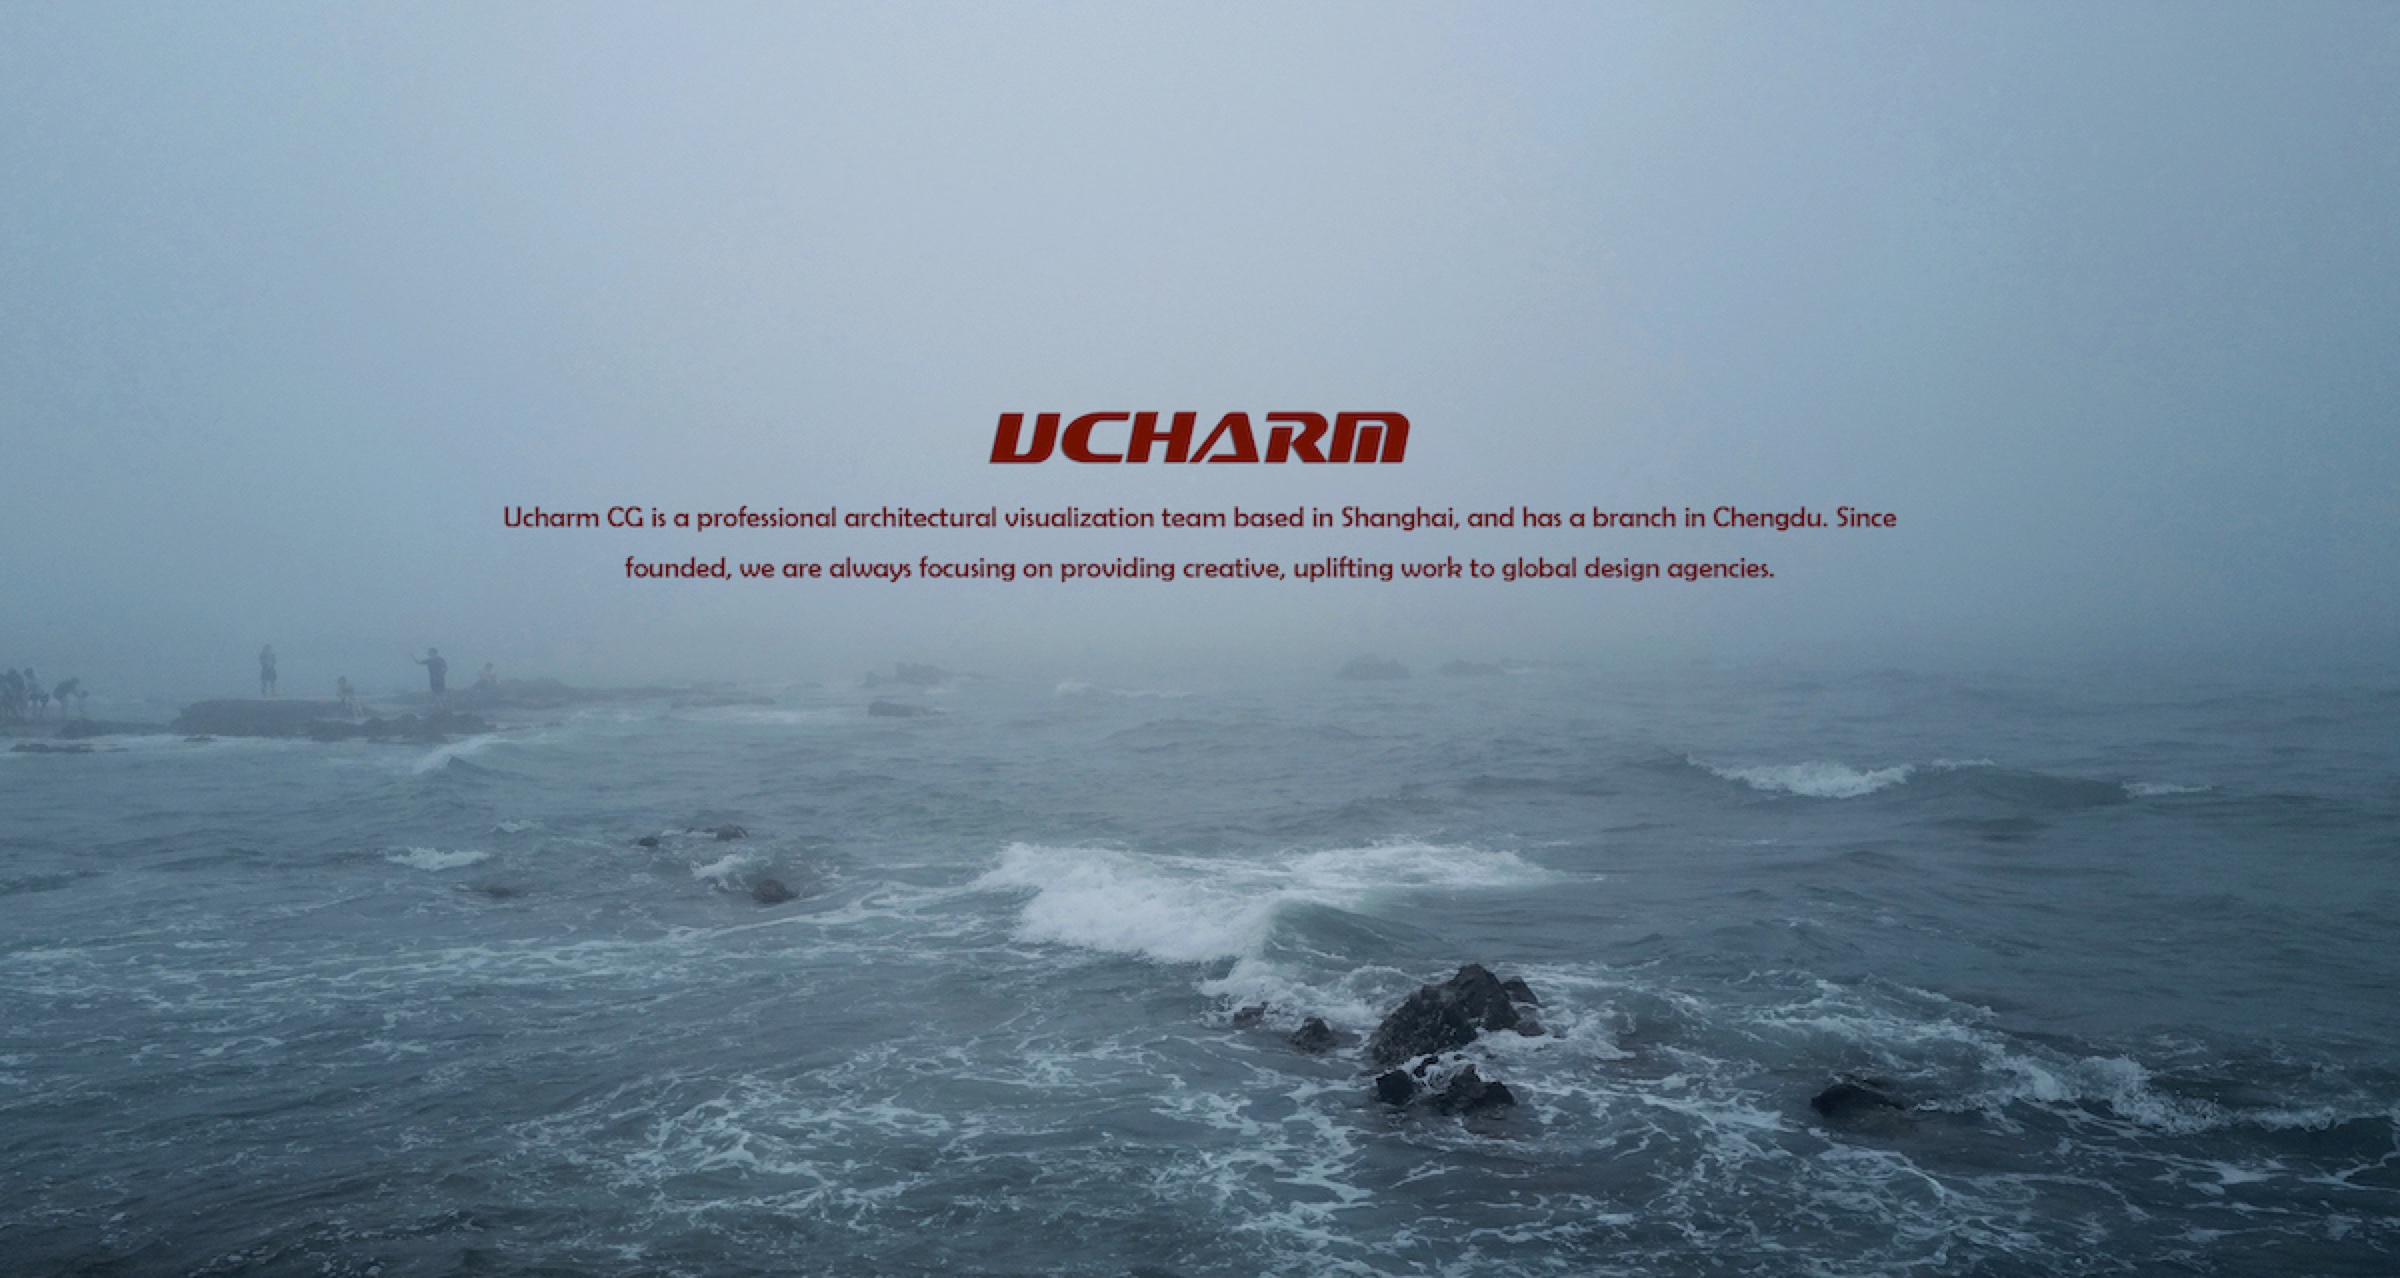 UCHARM
Ucharm CG is a professional architectural visualization team based in Shanghai, and has a branch in Chengdu. Since
founded, we are always focusing on providing creative, uplifting work to global design agencies.